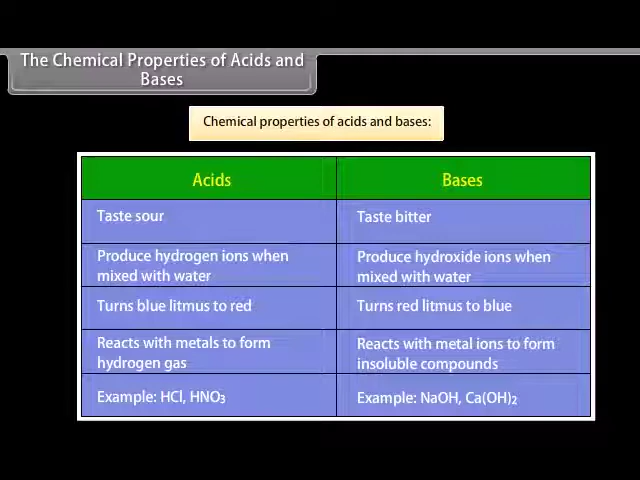 The Chemical Properties of Acids and
Bases
Chemical properties of acids and bases:
Acids
Bases
Taste sour
Taste bitter
Produce hydrogen ions when
mixed with water
Produce hydroxide ions when
mixed with water
Turns blue litmus to red
Turns red litmus to blue
Reacts with metals to form
hydrogen gas
Reacts with metal ions to form
insoluble compounds
Example: HCl, HNO₃
Example: NaOH, Ca(OH)₂